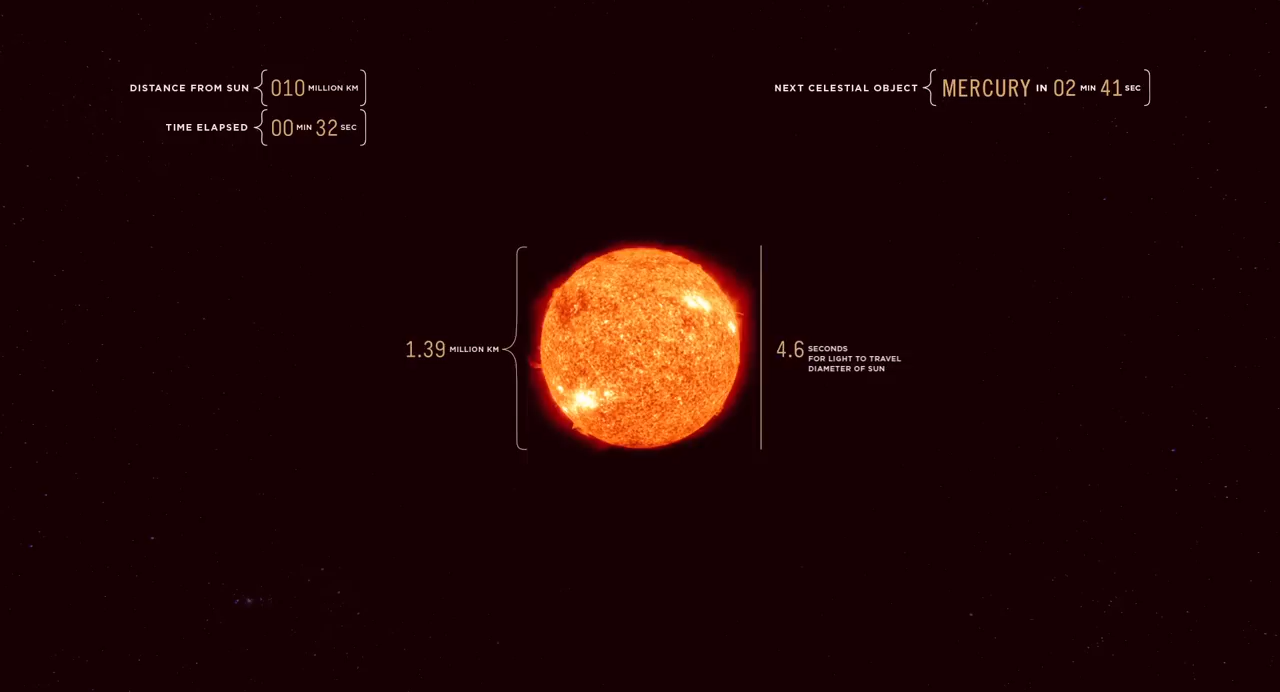 DISTANCE FROM SUN 010 MILLION KM
NEXT CELESTIAL OBJECT MERCURY IN 02 MIN 41 SEC
TIME ELAPSED 00 MIN 32 SEC
1.39 MILLION KM
4.6 SECONDS
FOR LIGHT TO TRAVEL
DIAMETER OF SUN